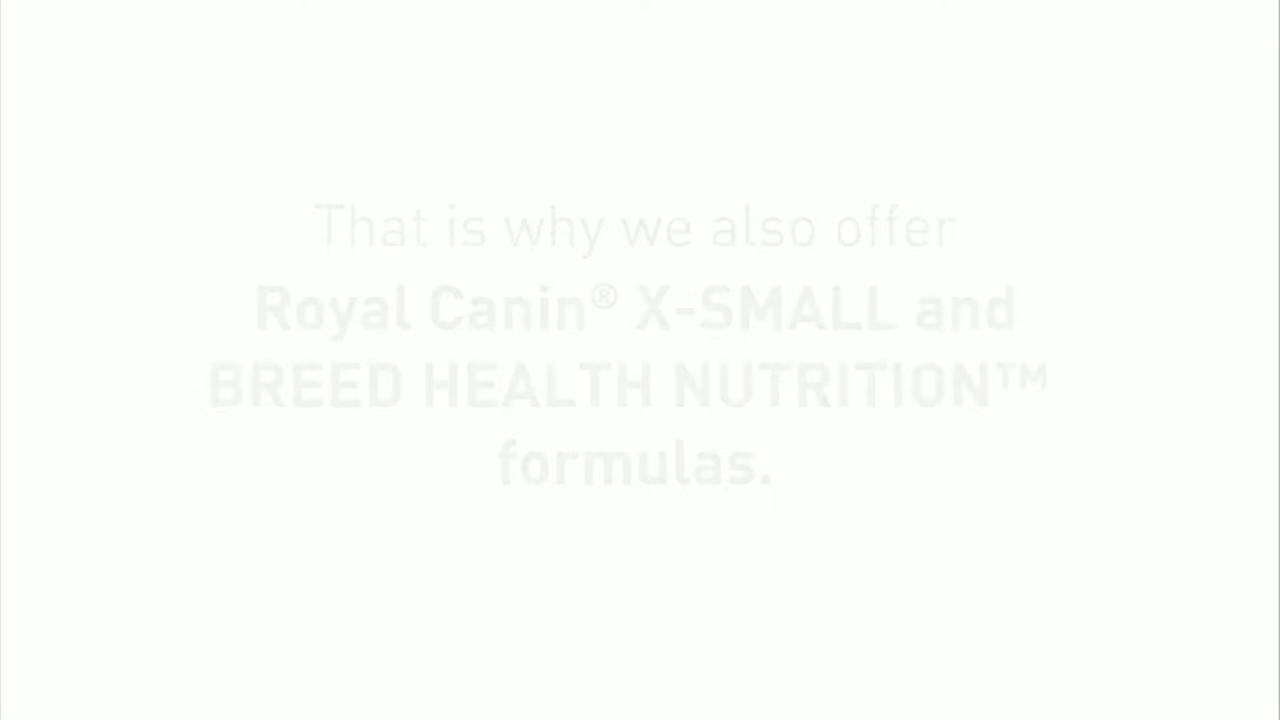 That is why we also offer
Royal Canin® X-SMALL and
BREED HEALTH NUTRITION™
formulas.